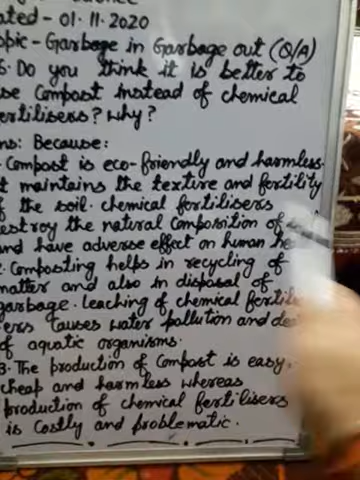 ated - 01.11.2020
opic - Garbage in Garbage out (Q/A)
5. Do you think it is better to
se Compost instead of chemical
ertilisers? Why?
ns: Because:
Compost is eco-friendly and harmless.
t maintains the texture and fertility
f the soil. chemical fertilisers
estroy the natural composition of
and have adverse effect on human he
2. Composting helps in recycling of
matter and also in disposal of
garbage. leaching of chemical fertili
ers causes water pollution and de
of aquatic organisms.
3. The production of Compost is easy,
cheap and harmless whereas
production of chemical fertilisers
is Costly and problematic.